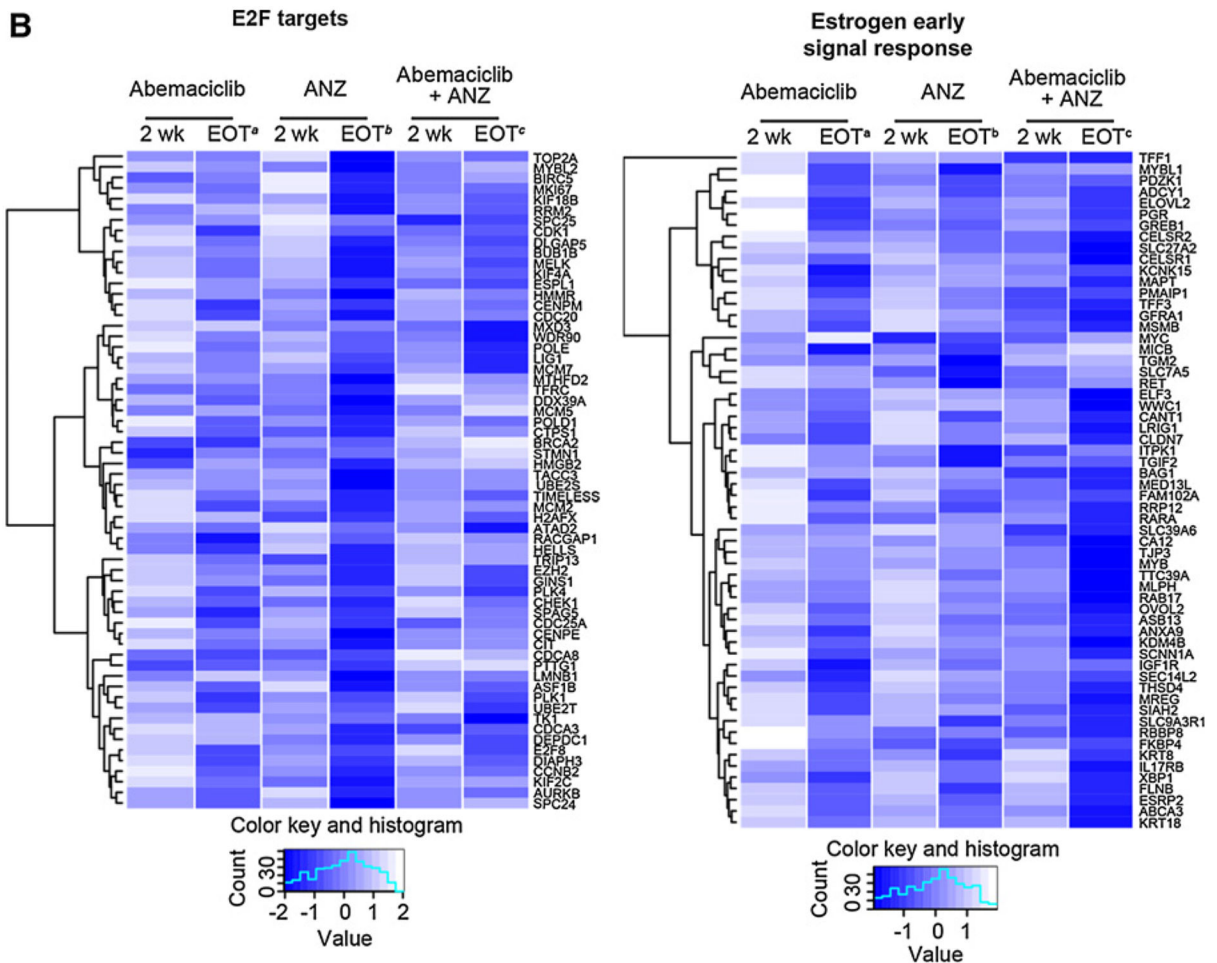 B
E2F targets
Abemaciclib ANZ Abemaciclib + ANZ
2 wk EOTa 2 wk EOTb 2 wk EOTc
TOP2A
MYBL2
BIRC5
MKI67
KIF18B
RRM2
SPC25
CDK1
DLGAP5
BUB1B
MELK
KIF4A
ESPL1
HMMR
CENPM
CDC20
MXD3
WDR90
POLE
LIG1
MCM7
MTHFD2
TFRC
DDX39A
MCM5
POLD1
CTPS1
BRCA2
STMN1
HMGB2
TACC3
UBE2S
TIMELESS
MCM2
H2AFX
ATAD2
RACGAP1
HELLS
TRIP13
EZH2
GINS1
PLK4
CHEK1
SPAG5
CDC25A
CENPE
CIT
CDCA8
PTTG1
LMNB1
ASF1B
PLK1
UBE2T
TK1
CDCA3
DEPDC1
E2F8
DIAPH3
CCNB2
KIF2C
AURKB
SPC24
Color key and histogram
Count
0 30
-2 -1 0 1 2
Value
Estrogen early
signal response
Abemaciclib ANZ Abemaciclib + ANZ
2 wk EOTa 2 wk EOTb 2 wk EOTc
TFF1
MYBL1
PDZK1
ADCY1
ELOVL2
PGR
GREB1
CELSR2
SLC27A2
CELSR1
KCNK15
MAPT
PMAIP1
TFF3
GFRA1
MSMB
MYC
MICB
TGM2
SLC7A5
RET
ELF3
WWC1
CANT1
LRIG1
CLDN7
ITPK1
TGIF2
BAG1
MED13L
FAM102A
RRP12
RARA
SLC39A6
CA12
TJP3
MYB
TTC39A
MLPH
RAB17
OVOL2
ASB13
ANXA9
KDM4B
SCNN1A
IGF1R
SEC14L2
THSD4
MREG
SIAH2
SLC9A3R1
RBBP8
FKBP4
KRT8
IL17RB
XBP1
FLNB
ESRP2
ABCA3
KRT18
Color key and histogram
Count
0 30
-1 0 1
Value